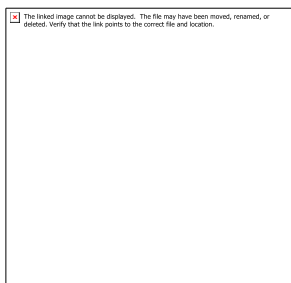 The linked image cannot be displayed.  The file may have been moved, renamed, or
deleted. Verify that the link points to the correct file and location.